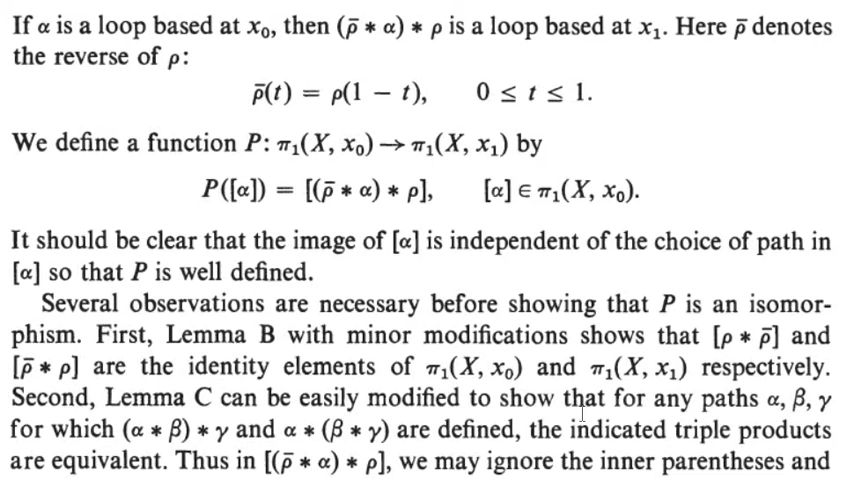 If α is a loop based at x₀, then (ρ̄ * α) * ρ is a loop based at x₁. Here ρ̄ denotes
the reverse of ρ:
ρ̄(t) = ρ(1 − t), 0 ≤ t ≤ 1.
We define a function P: π₁(X, x₀) → π₁(X, x₁) by
P([α]) = [(ρ̄ * α) * ρ], [α] ∈ π₁(X, x₀).
It should be clear that the image of [α] is independent of the choice of path in
[α] so that P is well defined.
Several observations are necessary before showing that P is an isomor-
phism. First, Lemma B with minor modifications shows that [ρ * ρ̄] and
[ρ̄ * ρ] are the identity elements of π₁(X, x₀) and π₁(X, x₁) respectively.
Second, Lemma C can be easily modified to show that for any paths α, β, γ
for which (α * β) * γ and α * (β * γ) are defined, the indicated triple products
are equivalent. Thus in [(ρ̄ * α) * ρ], we may ignore the inner parentheses and